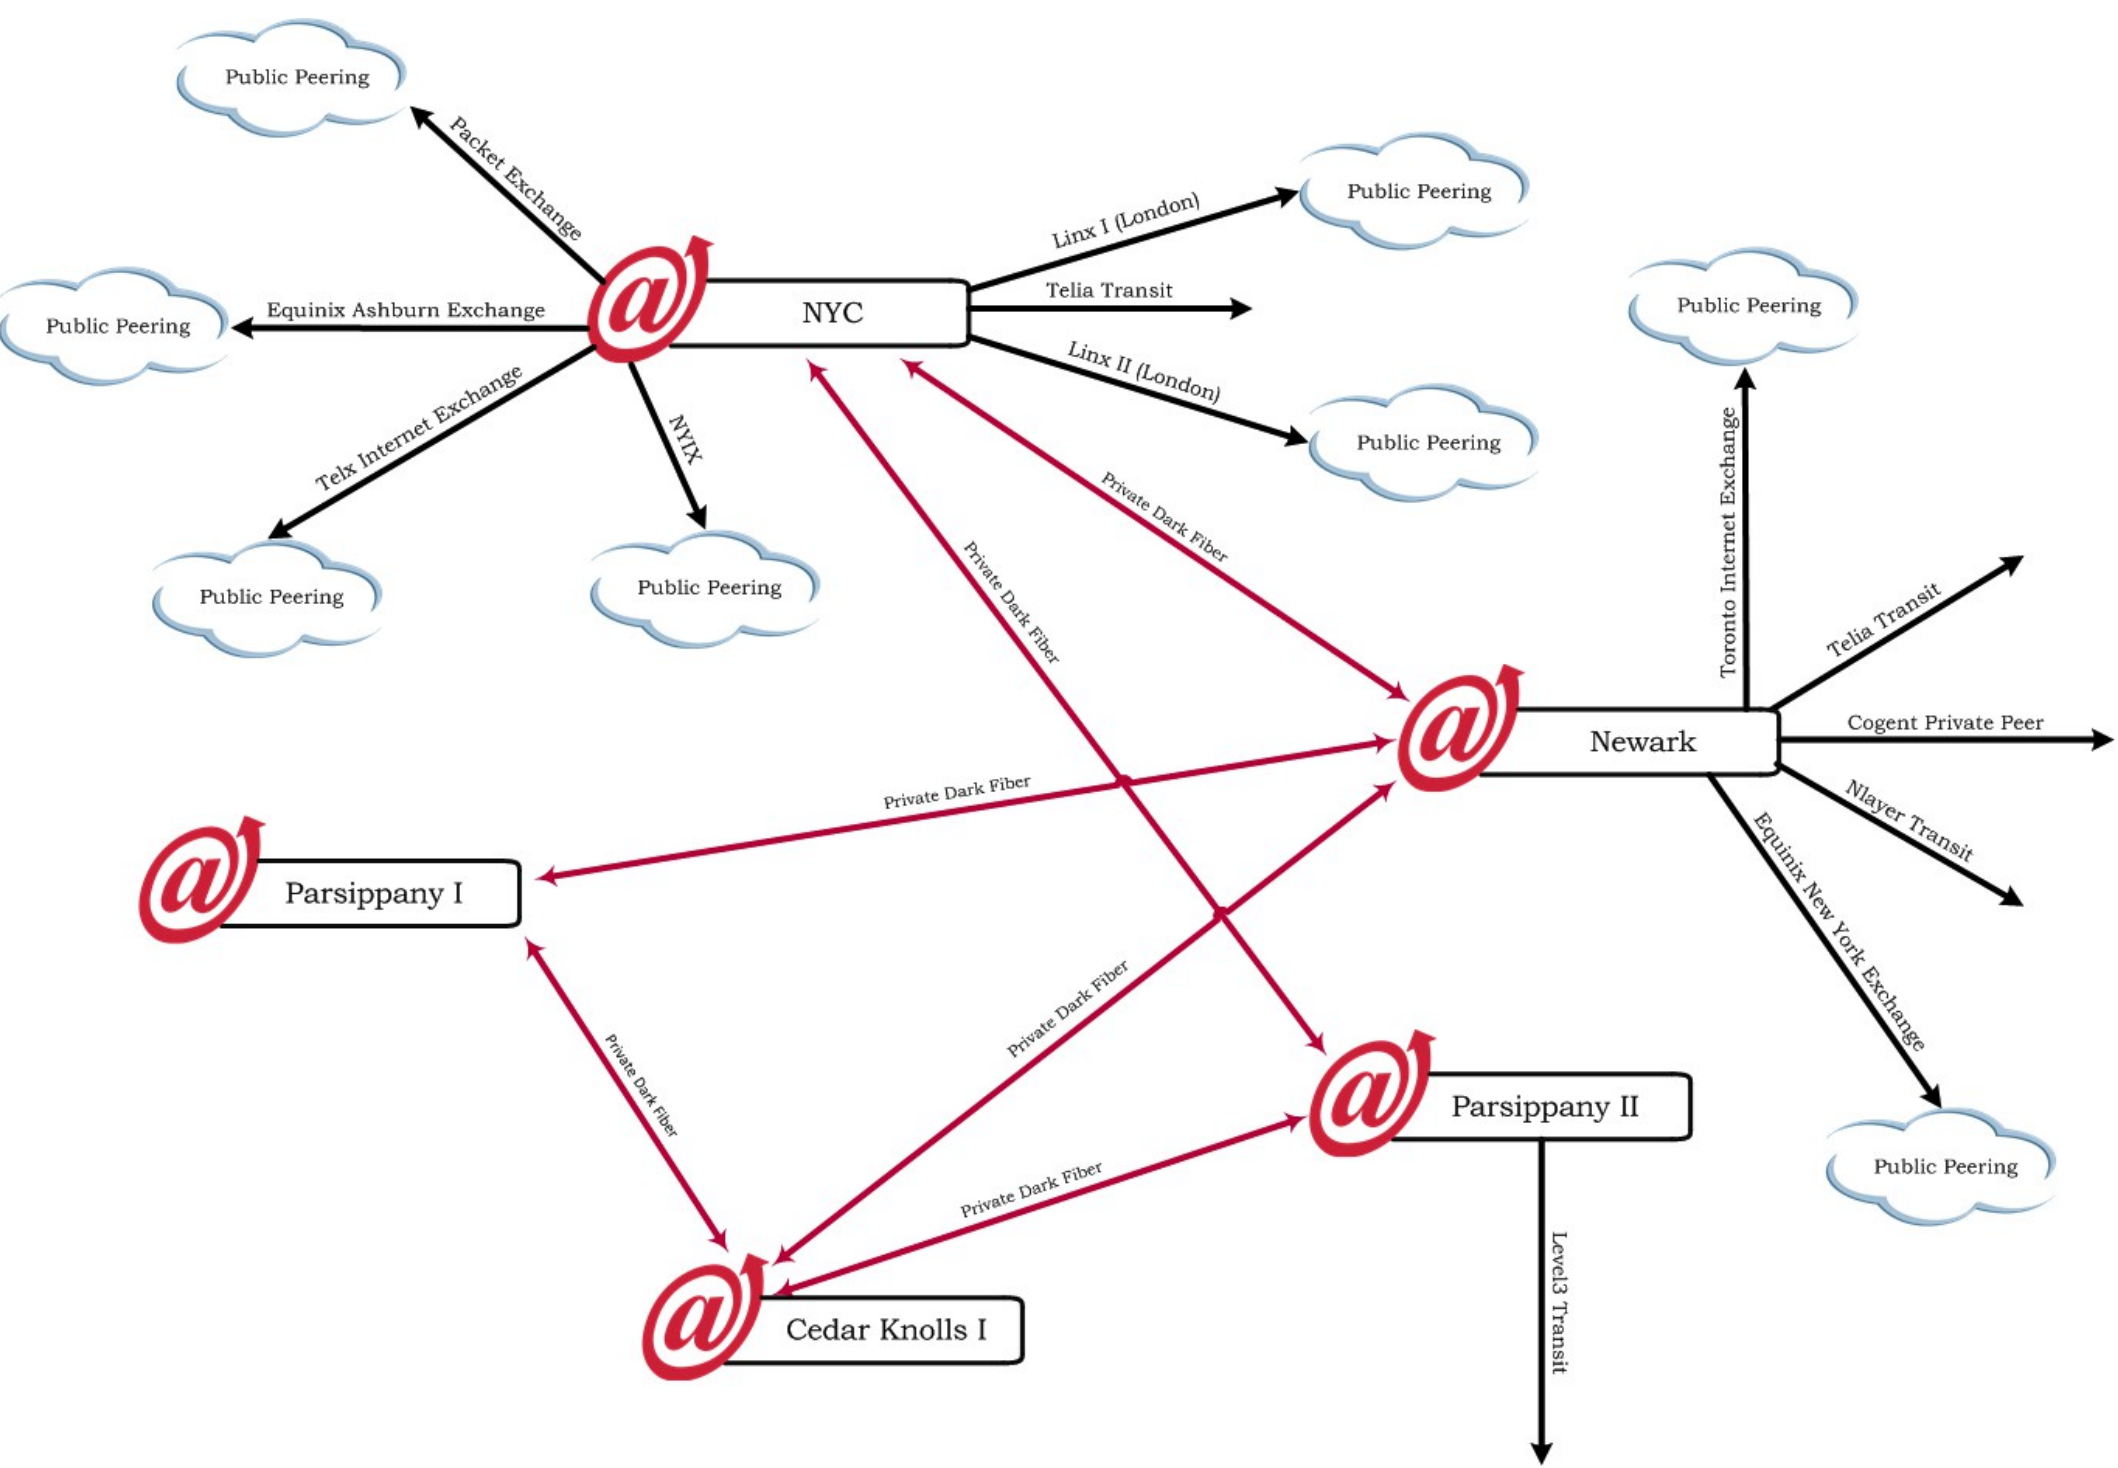 Public Peering
Packet Exchange
Linx I (London)
Public Peering
Public Peering
Equinix Ashburn Exchange
@
NYC
Telia Transit
Public Peering
Linx II (London)
Public Peering
Telx Internet Exchange
NYIX
Public Peering
Public Peering
Private Dark Fiber
Private Dark Fiber
Toronto Internet Exchange
Telia Transit
@
Newark
Cogent Private Peer
Nlayer Transit
Equinix New York Exchange
Private Dark Fiber
@
Parsippany I
Private Dark Fiber
Private Dark Fiber
@
Parsippany II
Public Peering
Private Dark Fiber
Level3 Transit
@
Cedar Knolls I